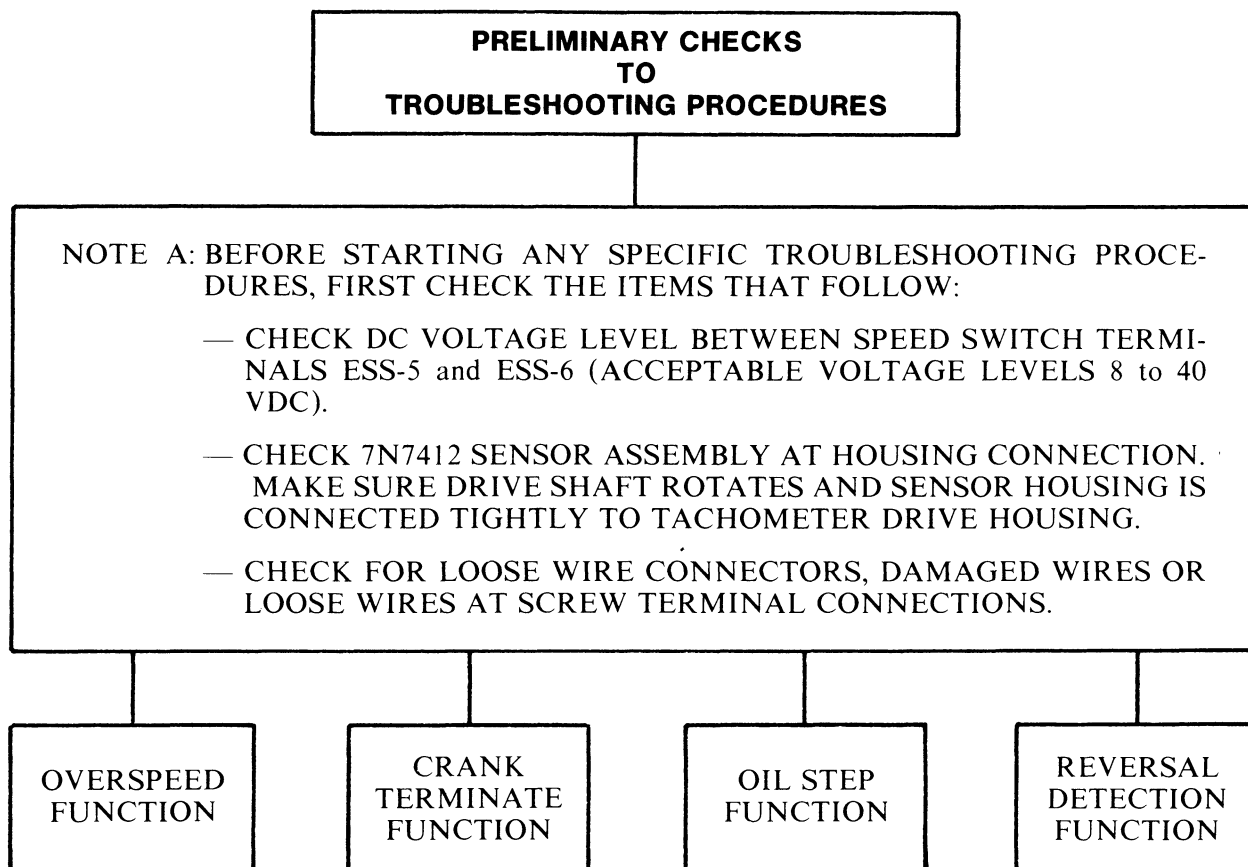 PRELIMINARY CHECKS
TO
TROUBLESHOOTING PROCEDURES
NOTE A: BEFORE STARTING ANY SPECIFIC TROUBLESHOOTING PROCE-
DURES, FIRST CHECK THE ITEMS THAT FOLLOW:
— CHECK DC VOLTAGE LEVEL BETWEEN SPEED SWITCH TERMI-
NALS ESS-5 and ESS-6 (ACCEPTABLE VOLTAGE LEVELS 8 to 40
VDC).
— CHECK 7N7412 SENSOR ASSEMBLY AT HOUSING CONNECTION.
MAKE SURE DRIVE SHAFT ROTATES AND SENSOR HOUSING IS
CONNECTED TIGHTLY TO TACHOMETER DRIVE HOUSING.
— CHECK FOR LOOSE WIRE CONNECTORS, DAMAGED WIRES OR
LOOSE WIRES AT SCREW TERMINAL CONNECTIONS.
OVERSPEED
FUNCTION
CRANK
TERMINATE
FUNCTION
OIL STEP
FUNCTION
REVERSAL
DETECTION
FUNCTION